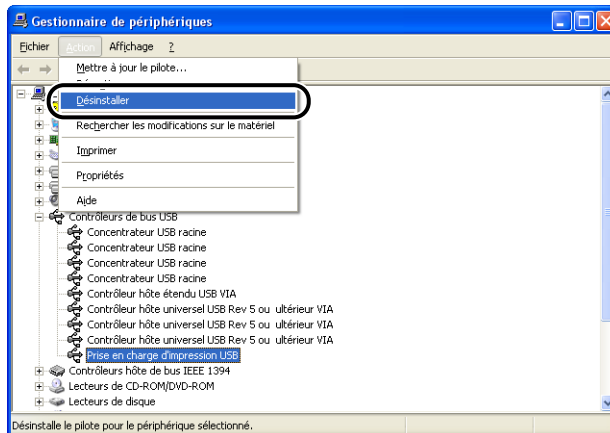 Gestionnaire de périphériques
Fichier Action Affichage ?
Mettre à jour le pilote...
Désinstaller
Rechercher les modifications sur le matériel
Imprimer
Propriétés
Aide
Contrôleurs de bus USB
Concentrateur USB racine
Concentrateur USB racine
Concentrateur USB racine
Concentrateur USB racine
Contrôleur hôte étendu USB VIA
Contrôleur hôte universel USB Rev 5 ou ultérieur VIA
Contrôleur hôte universel USB Rev 5 ou ultérieur VIA
Contrôleur hôte universel USB Rev 5 ou ultérieur VIA
Prise en charge d'impression USB
Contrôleurs hôte de bus IEEE 1394
Lecteurs de CD-ROM/DVD-ROM
Lecteurs de disque
Désinstalle le pilote pour le périphérique sélectionné.